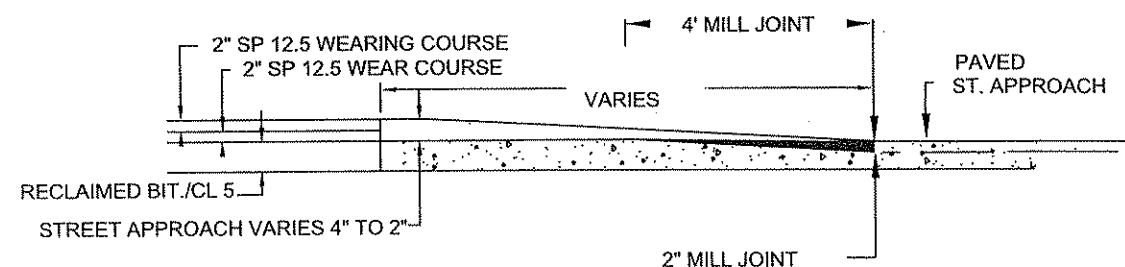 4' MILL JOINT
2" SP 12.5 WEARING COURSE
2" SP 12.5 WEAR COURSE
PAVED
ST. APPROACH
VARIES
RECLAIMED BIT./CL 5
STREET APPROACH VARIES 4" TO 2"
2" MILL JOINT